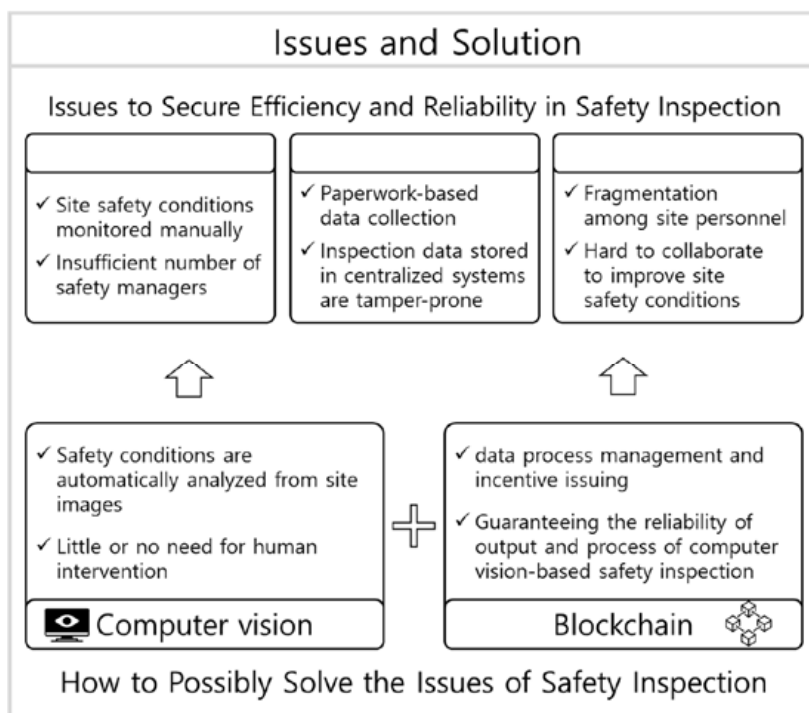 Issues and Solution
Issues to Secure Efficiency and Reliability in Safety Inspection
✓ Site safety conditions
monitored manually
✓ Insufficient number of
safety managers
✓ Paperwork-based
data collection
✓ Inspection data stored
in centralized systems
are tamper-prone
✓ Fragmentation
among site personnel
✓ Hard to collaborate
to improve site
safety conditions
✓ Safety conditions are
automatically analyzed from site
images
✓ Little or no need for human
intervention
Computer vision
✓ data process management and
incentive issuing
✓ Guaranteeing the reliability of
output and process of computer
vision-based safety inspection
Blockchain
How to Possibly Solve the Issues of Safety Inspection